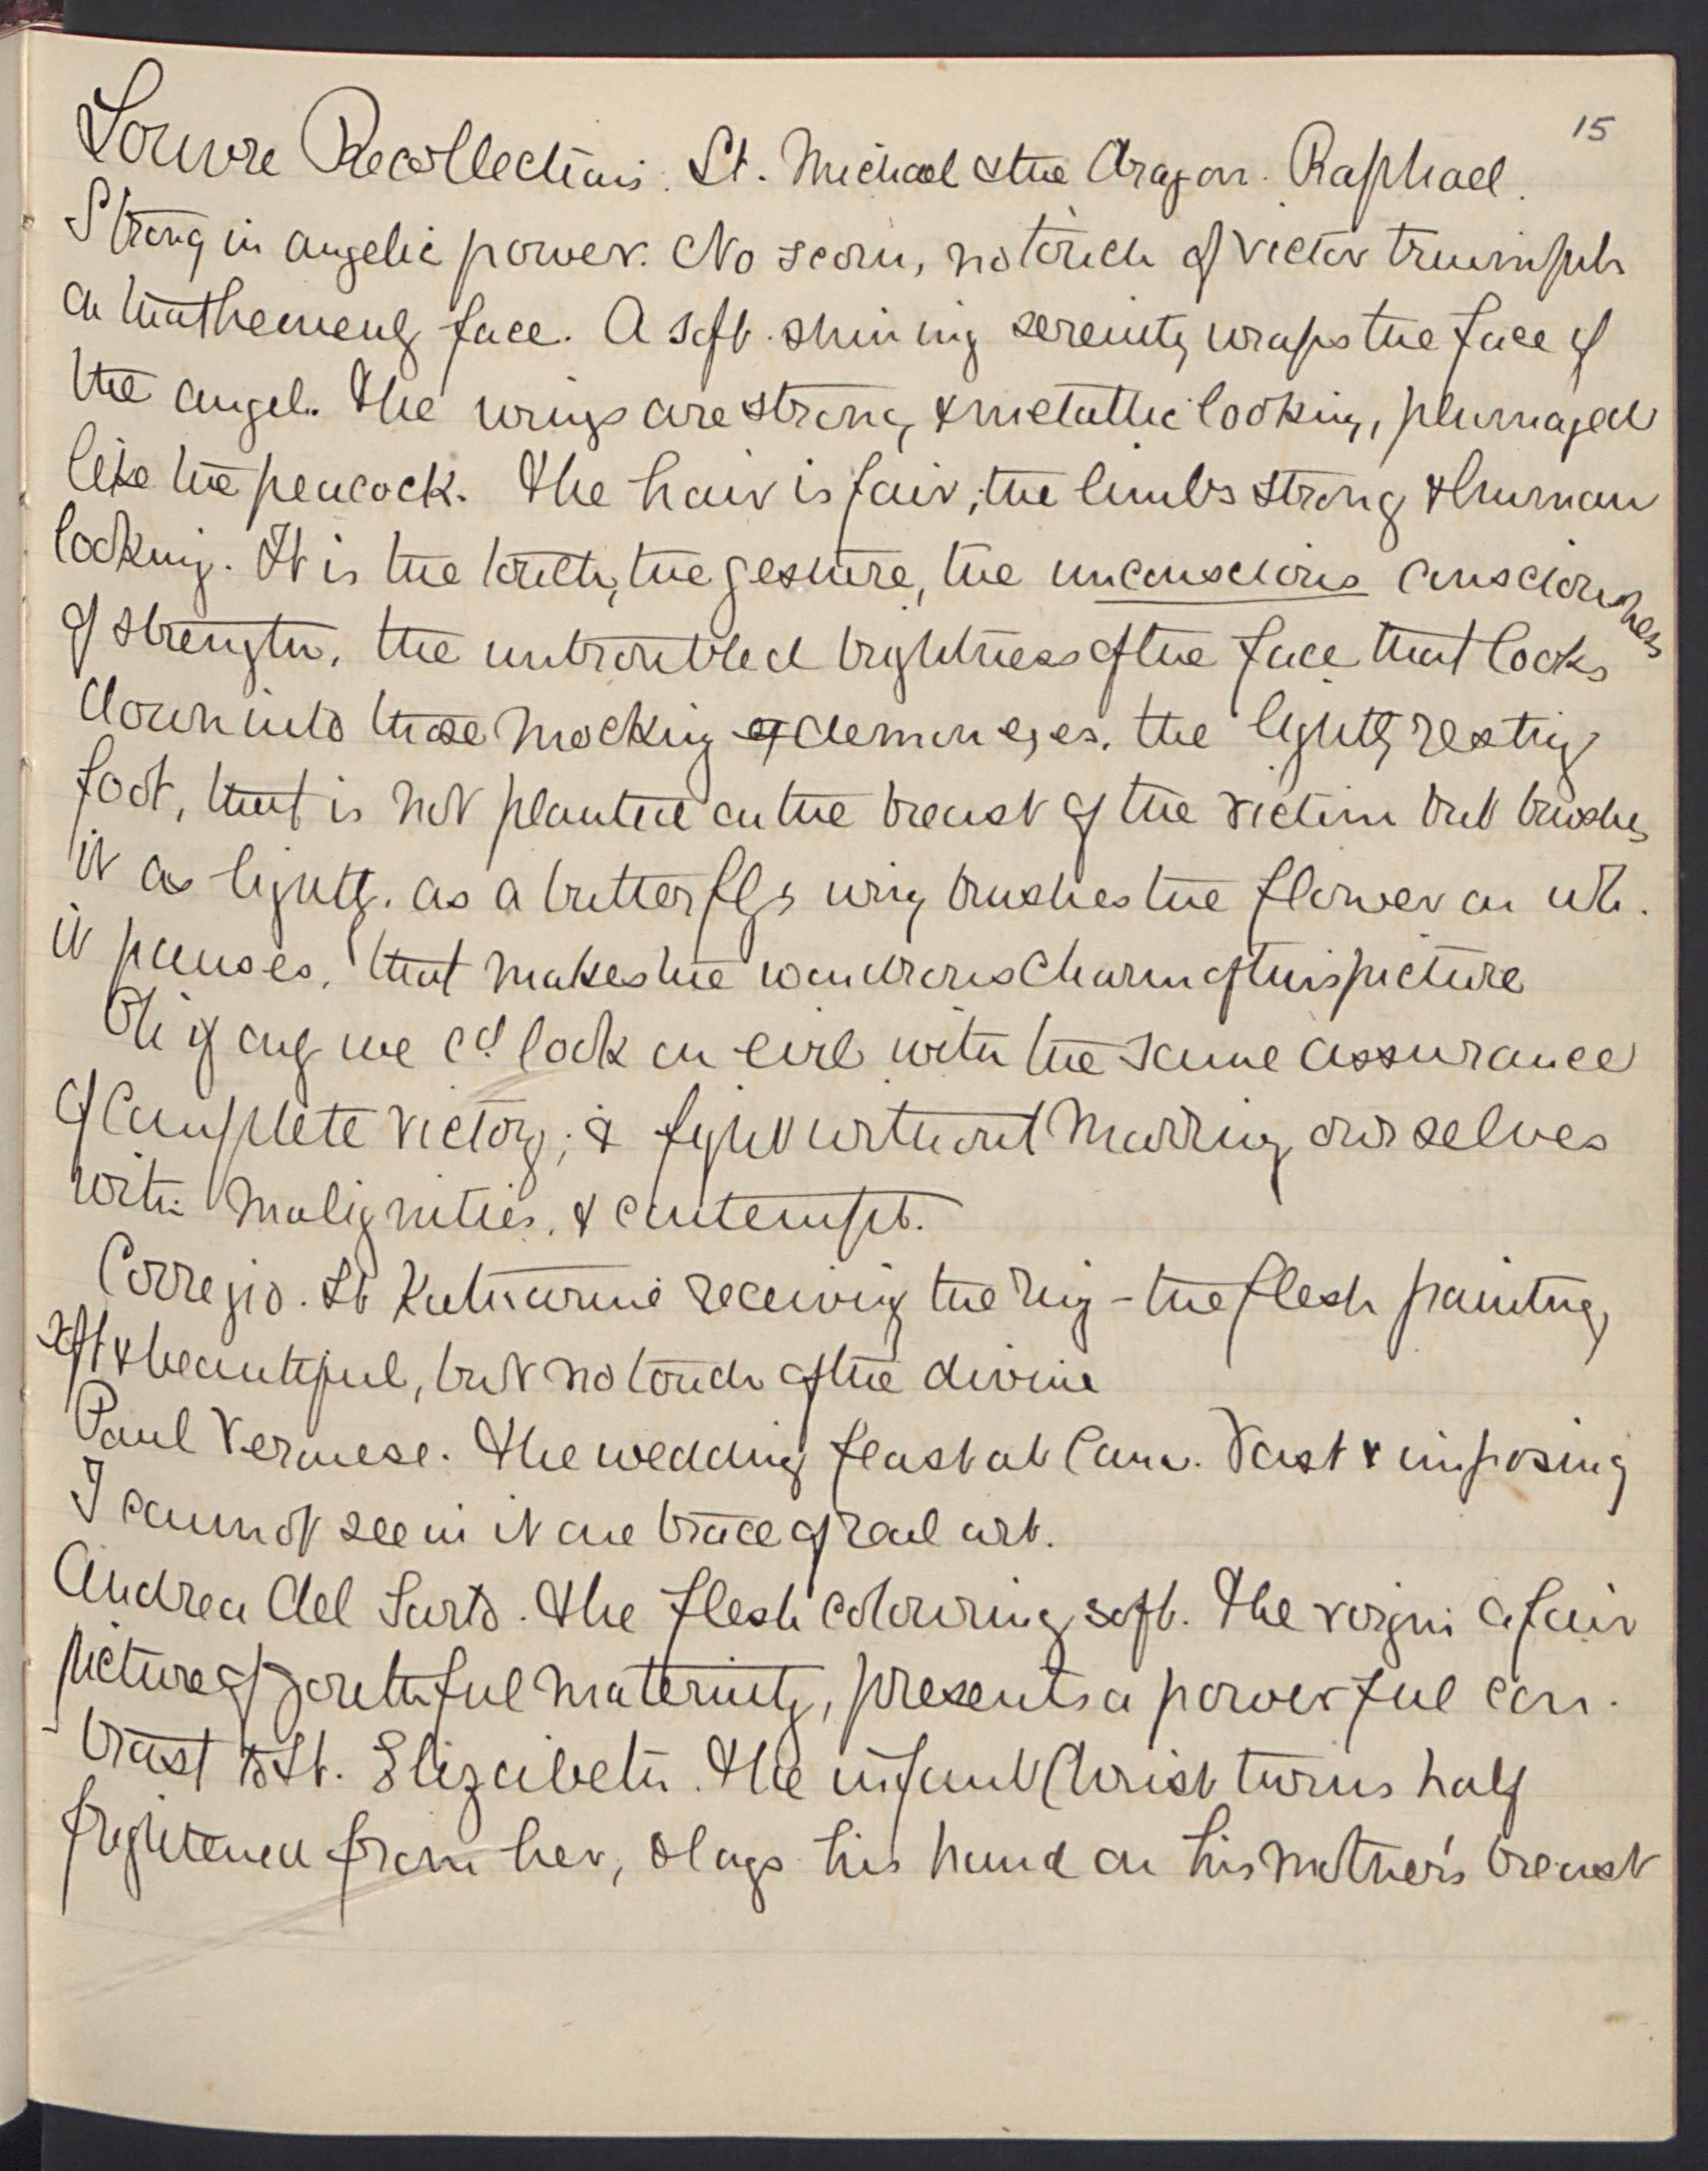 15
Louvre Recollections. St. Michael & the Dragon. Raphael.
Strong in angelic power. No scorn, no touch of victor triumph
on that heavenly face. A soft shining serenity wraps the face of
the angel. The wings are strong & metallic looking, plumaged
like the peacock. The hair is fair; the limbs strong & human
looking. It is the youth, the gesture, the unconscious consciousness
of strength, the untroubled brightness of the face that looks
down into those mocking demon eyes. the lightly resting
foot, that is not planted on the breast of the victim but brushes
it as lightly as a butterflys wing brushes the flower on wh.
it pauses, that makes the wondrous charm of this picture
Oh if only we cd. look on evil with the same assurance
of complete victory; & fight without marring ourselves
with malignities & contempt.
Corregio. St Katharine receiving the ring - the flesh painting
soft & beautiful, but no touch of the divine
Paul Veronese. The wedding feast at Cana. Vast & imposing
I cannot see in it one trace of real art.
Andrea del Sarto. The flesh colouring soft. The virgin a fair
picture of youthful maternity, presents a powerful con-
trast to St. Elizabeth. The infant Christ turns half
frightened from her, & lays his hand on his mother's breast